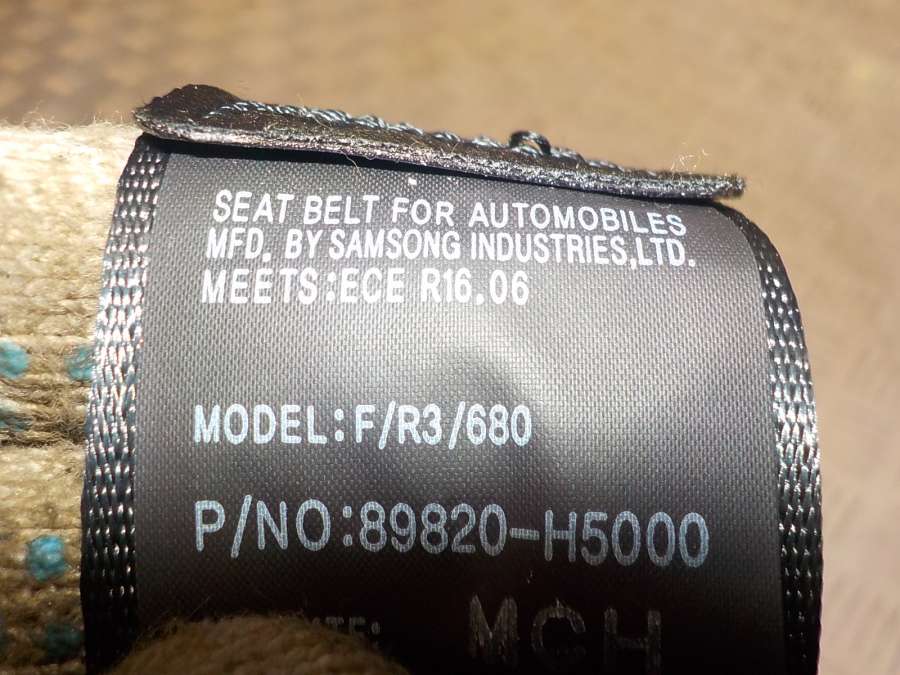 SEAT BELT FOR AUTOMOBILES
MFD. BY SAMSONG INDUSTRIES,LTD.
MEETS:ECE R16.06
MODEL:F/R3/680
P/NO:89820-H5000
MCH